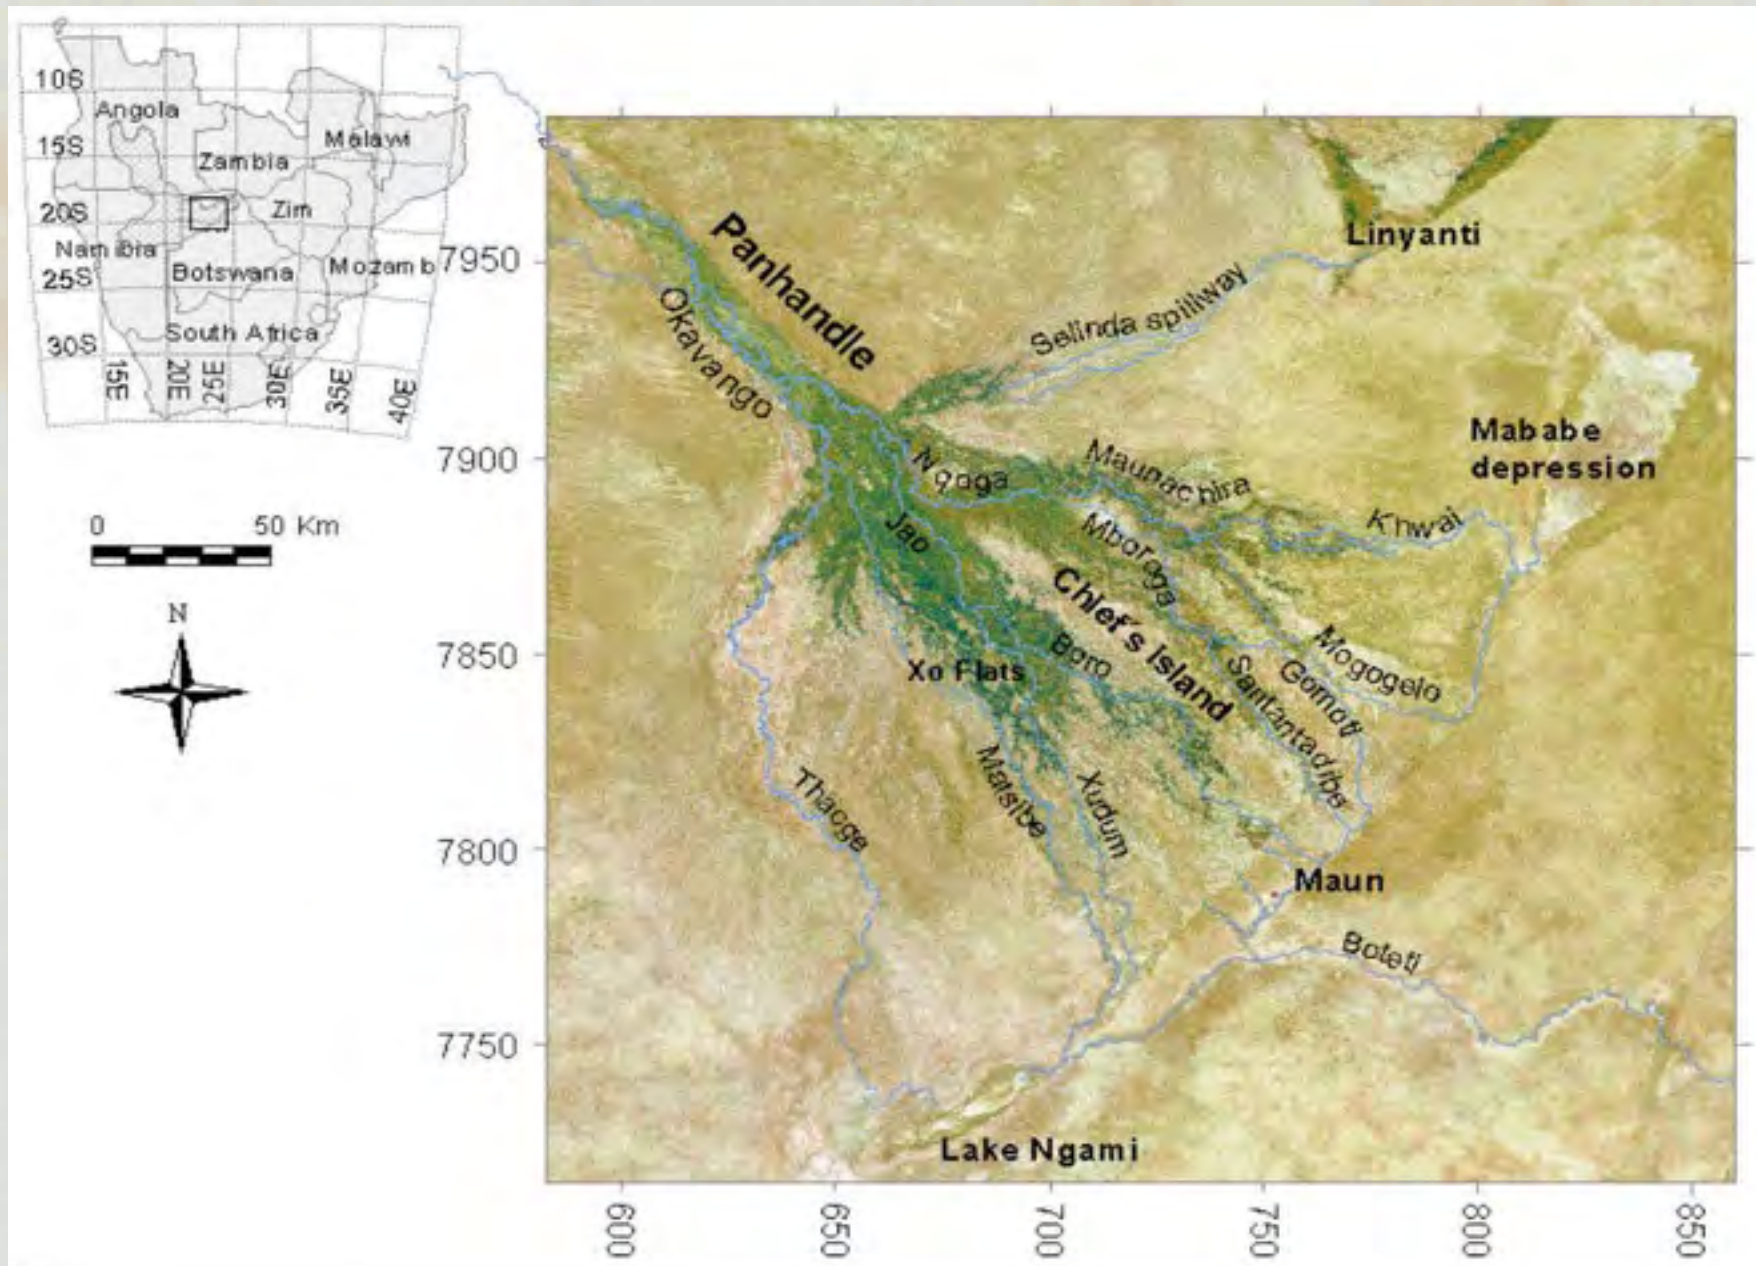 10S
Angola
15S
Malawi
Zambia
20S
Zim
Namibia
25S
Botswana
Mozamb
South Africa
30S
15E
20E
25E
30E
35E
40E
0
50 Km
N
7950
7900
7850
7800
7750
600
650
700
750
800
850
Panhandle
Okavango
Linyanti
Selinda spillway
Mababe
depression
Nqoga
Maunachira
Khwai
Jao
Mboroga
Chief's Island
Boro
Xo Flats
Santantadibe
Gomoti
Mogogelo
Matsibe
Xudum
Thaoge
Maun
Boteti
Lake Ngami